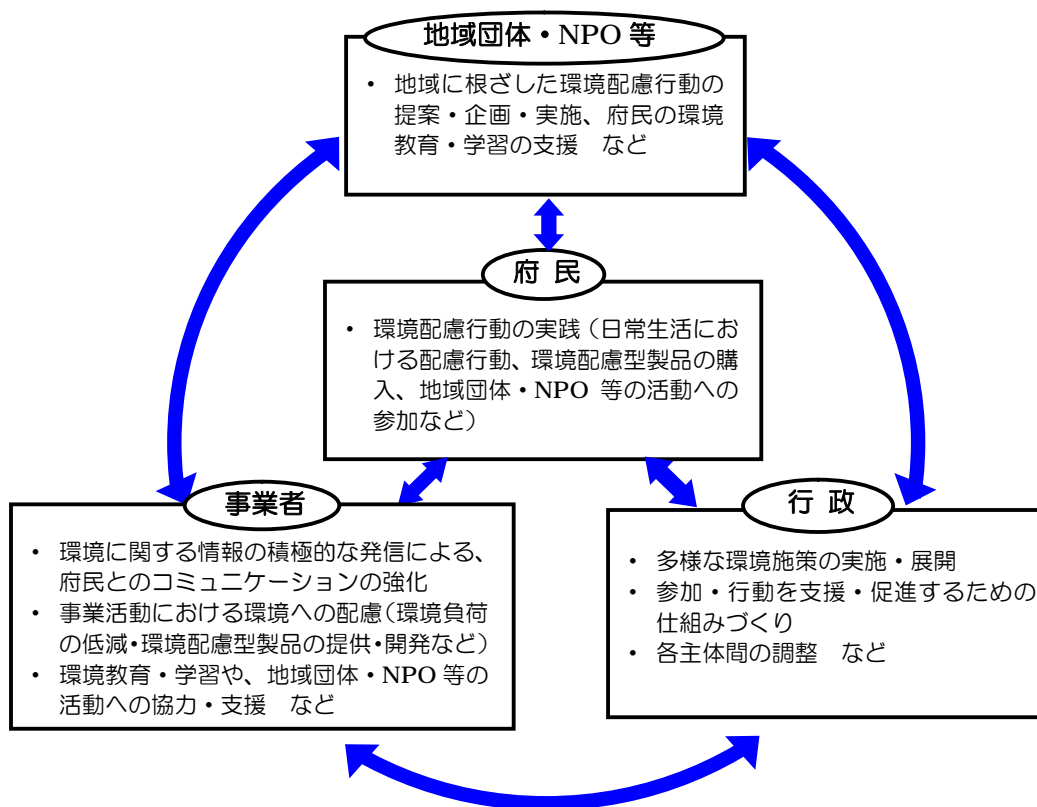 地域団体・NPO 等
・ 地域に根ざした環境配慮行動の
提案・企画・実施、府民の環境
教育・学習の支援　など
府 民
・ 環境配慮行動の実践（日常生活にお
ける配慮行動、環境配慮型製品の購
入、地域団体・NPO 等の活動への
参加など）
事業者
・ 環境に関する情報の積極的な発信による、
府民とのコミュニケーションの強化
・ 事業活動における環境への配慮（環境負荷
の低減・環境配慮型製品の提供・開発など）
・ 環境教育・学習や、地域団体・NPO 等の
活動への協力・支援　など
行 政
・ 多様な環境施策の実施・展開
・ 参加・行動を支援・促進するための
仕組みづくり
・ 各主体間の調整　など